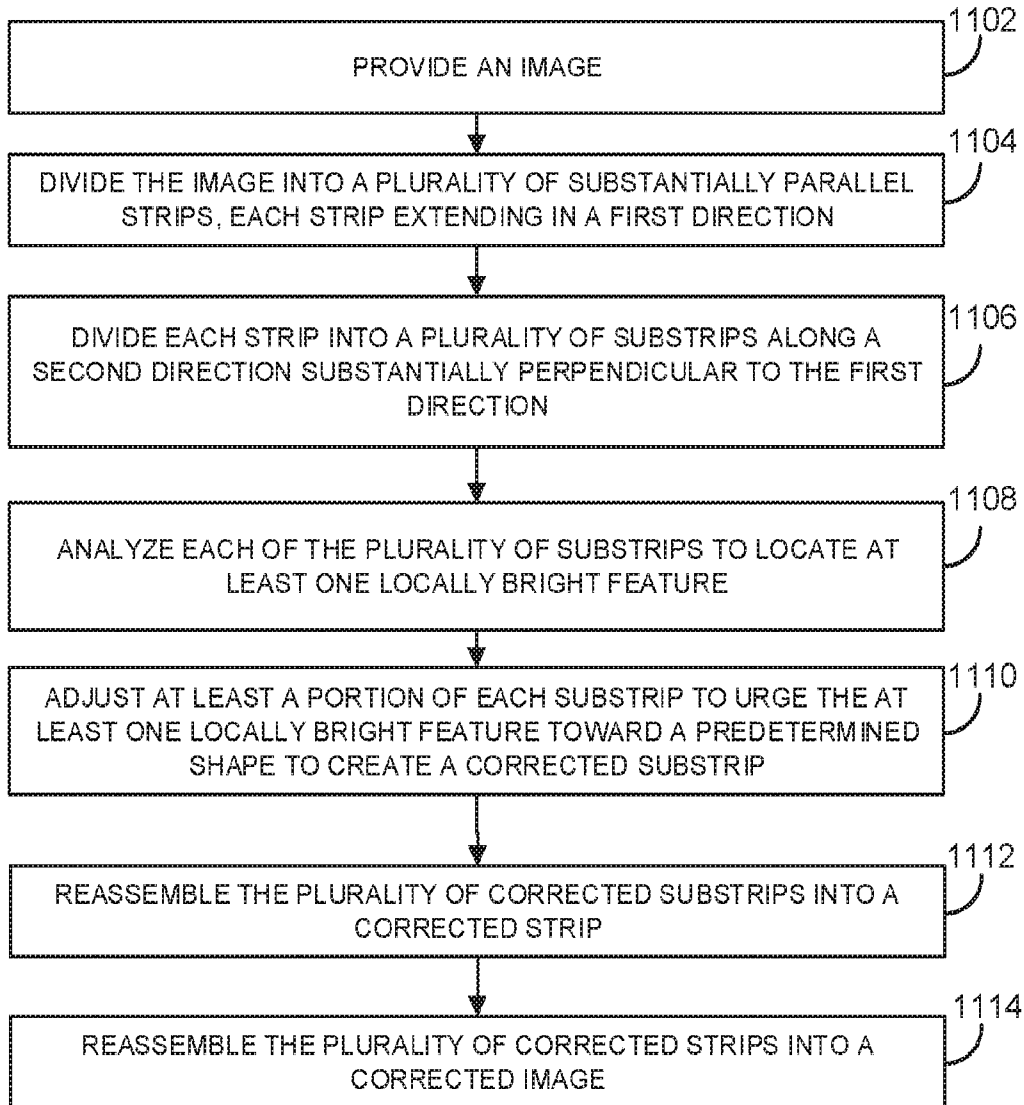 1102
PROVIDE AN IMAGE
1104
DIVIDE THE IMAGE INTO A PLURALITY OF SUBSTANTIALLY PARALLEL
STRIPS, EACH STRIP EXTENDING IN A FIRST DIRECTION
1106
DIVIDE EACH STRIP INTO A PLURALITY OF SUBSTRIPS ALONG A
SECOND DIRECTION SUBSTANTIALLY PERPENDICULAR TO THE FIRST
DIRECTION
1108
ANALYZE EACH OF THE PLURALITY OF SUBSTRIPS TO LOCATE AT
LEAST ONE LOCALLY BRIGHT FEATURE
1110
ADJUST AT LEAST A PORTION OF EACH SUBSTRIP TO URGE THE AT
LEAST ONE LOCALLY BRIGHT FEATURE TOWARD A PREDETERMINED
SHAPE TO CREATE A CORRECTED SUBSTRIP
1112
REASSEMBLE THE PLURALITY OF CORRECTED SUBSTRIPS INTO A
CORRECTED STRIP
1114
REASSEMBLE THE PLURALITY OF CORRECTED STRIPS INTO A
CORRECTED IMAGE